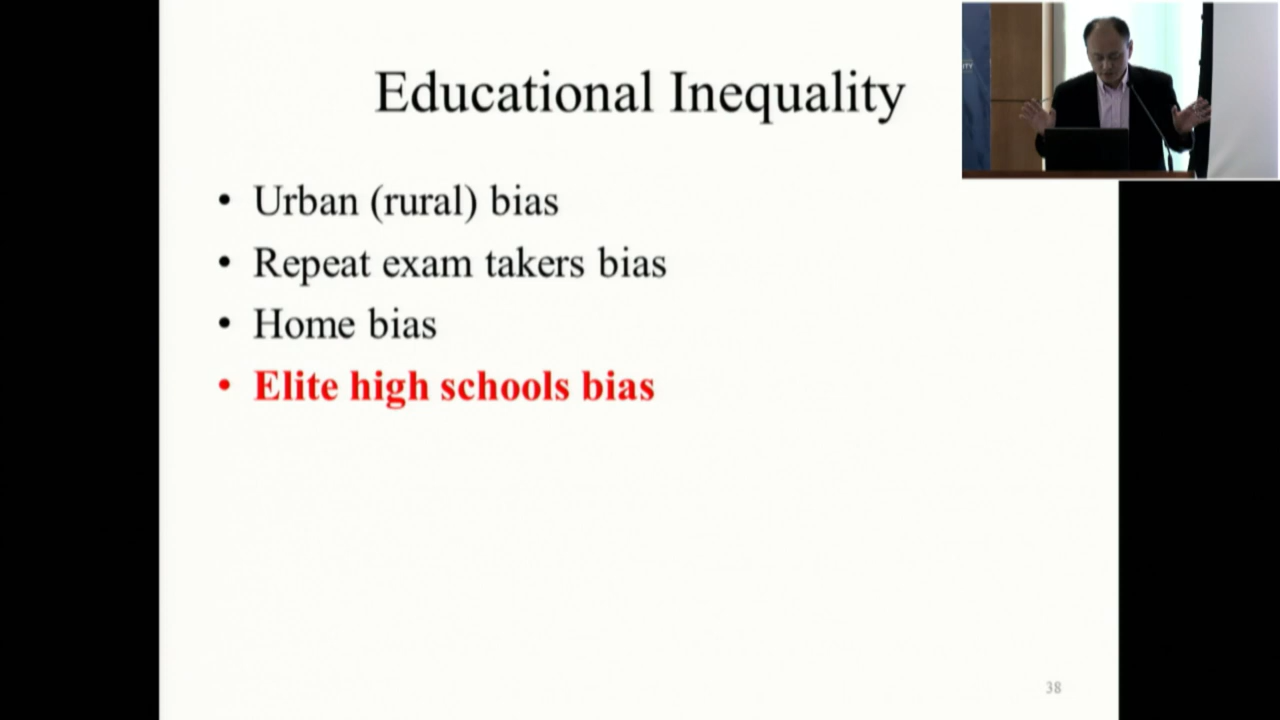 Educational Inequality
• Urban (rural) bias
• Repeat exam takers bias
• Home bias
• Elite high schools bias
38